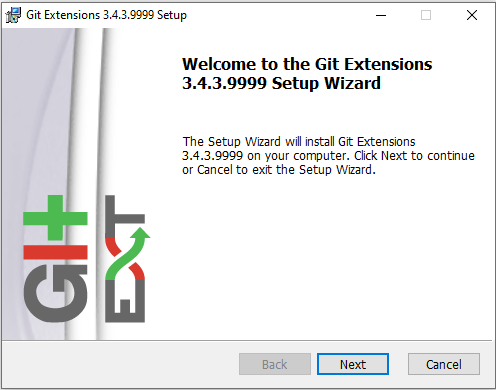 Git Extensions 3.4.3.9999 Setup
Welcome to the Git Extensions
3.4.3.9999 Setup Wizard
The Setup Wizard will install Git Extensions
3.4.3.9999 on your computer. Click Next to continue
or Cancel to exit the Setup Wizard.
GIt
EXT
Back
Next
Cancel